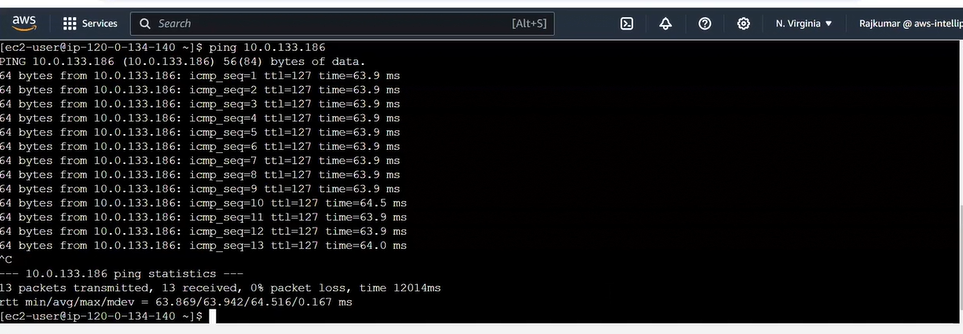 aws Services Search [Alt+S] N. Virginia Rajkumar @ aws-intellip
[ec2-user@ip-120-0-134-140 ~]$ ping 10.0.133.186
PING 10.0.133.186 (10.0.133.186) 56(84) bytes of data.
64 bytes from 10.0.133.186: icmp_seq=1 ttl=127 time=63.9 ms
64 bytes from 10.0.133.186: icmp_seq=2 ttl=127 time=63.9 ms
64 bytes from 10.0.133.186: icmp_seq=3 ttl=127 time=63.9 ms
64 bytes from 10.0.133.186: icmp_seq=4 ttl=127 time=63.9 ms
64 bytes from 10.0.133.186: icmp_seq=5 ttl=127 time=63.9 ms
64 bytes from 10.0.133.186: icmp_seq=6 ttl=127 time=63.9 ms
64 bytes from 10.0.133.186: icmp_seq=7 ttl=127 time=63.9 ms
64 bytes from 10.0.133.186: icmp_seq=8 ttl=127 time=63.9 ms
64 bytes from 10.0.133.186: icmp_seq=9 ttl=127 time=63.9 ms
64 bytes from 10.0.133.186: icmp_seq=10 ttl=127 time=64.5 ms
64 bytes from 10.0.133.186: icmp_seq=11 ttl=127 time=63.9 ms
64 bytes from 10.0.133.186: icmp_seq=12 ttl=127 time=63.9 ms
64 bytes from 10.0.133.186: icmp_seq=13 ttl=127 time=64.0 ms
^C
--- 10.0.133.186 ping statistics ---
13 packets transmitted, 13 received, 0% packet loss, time 12014ms
rtt min/avg/max/mdev = 63.869/63.942/64.516/0.167 ms
[ec2-user@ip-120-0-134-140 ~]$